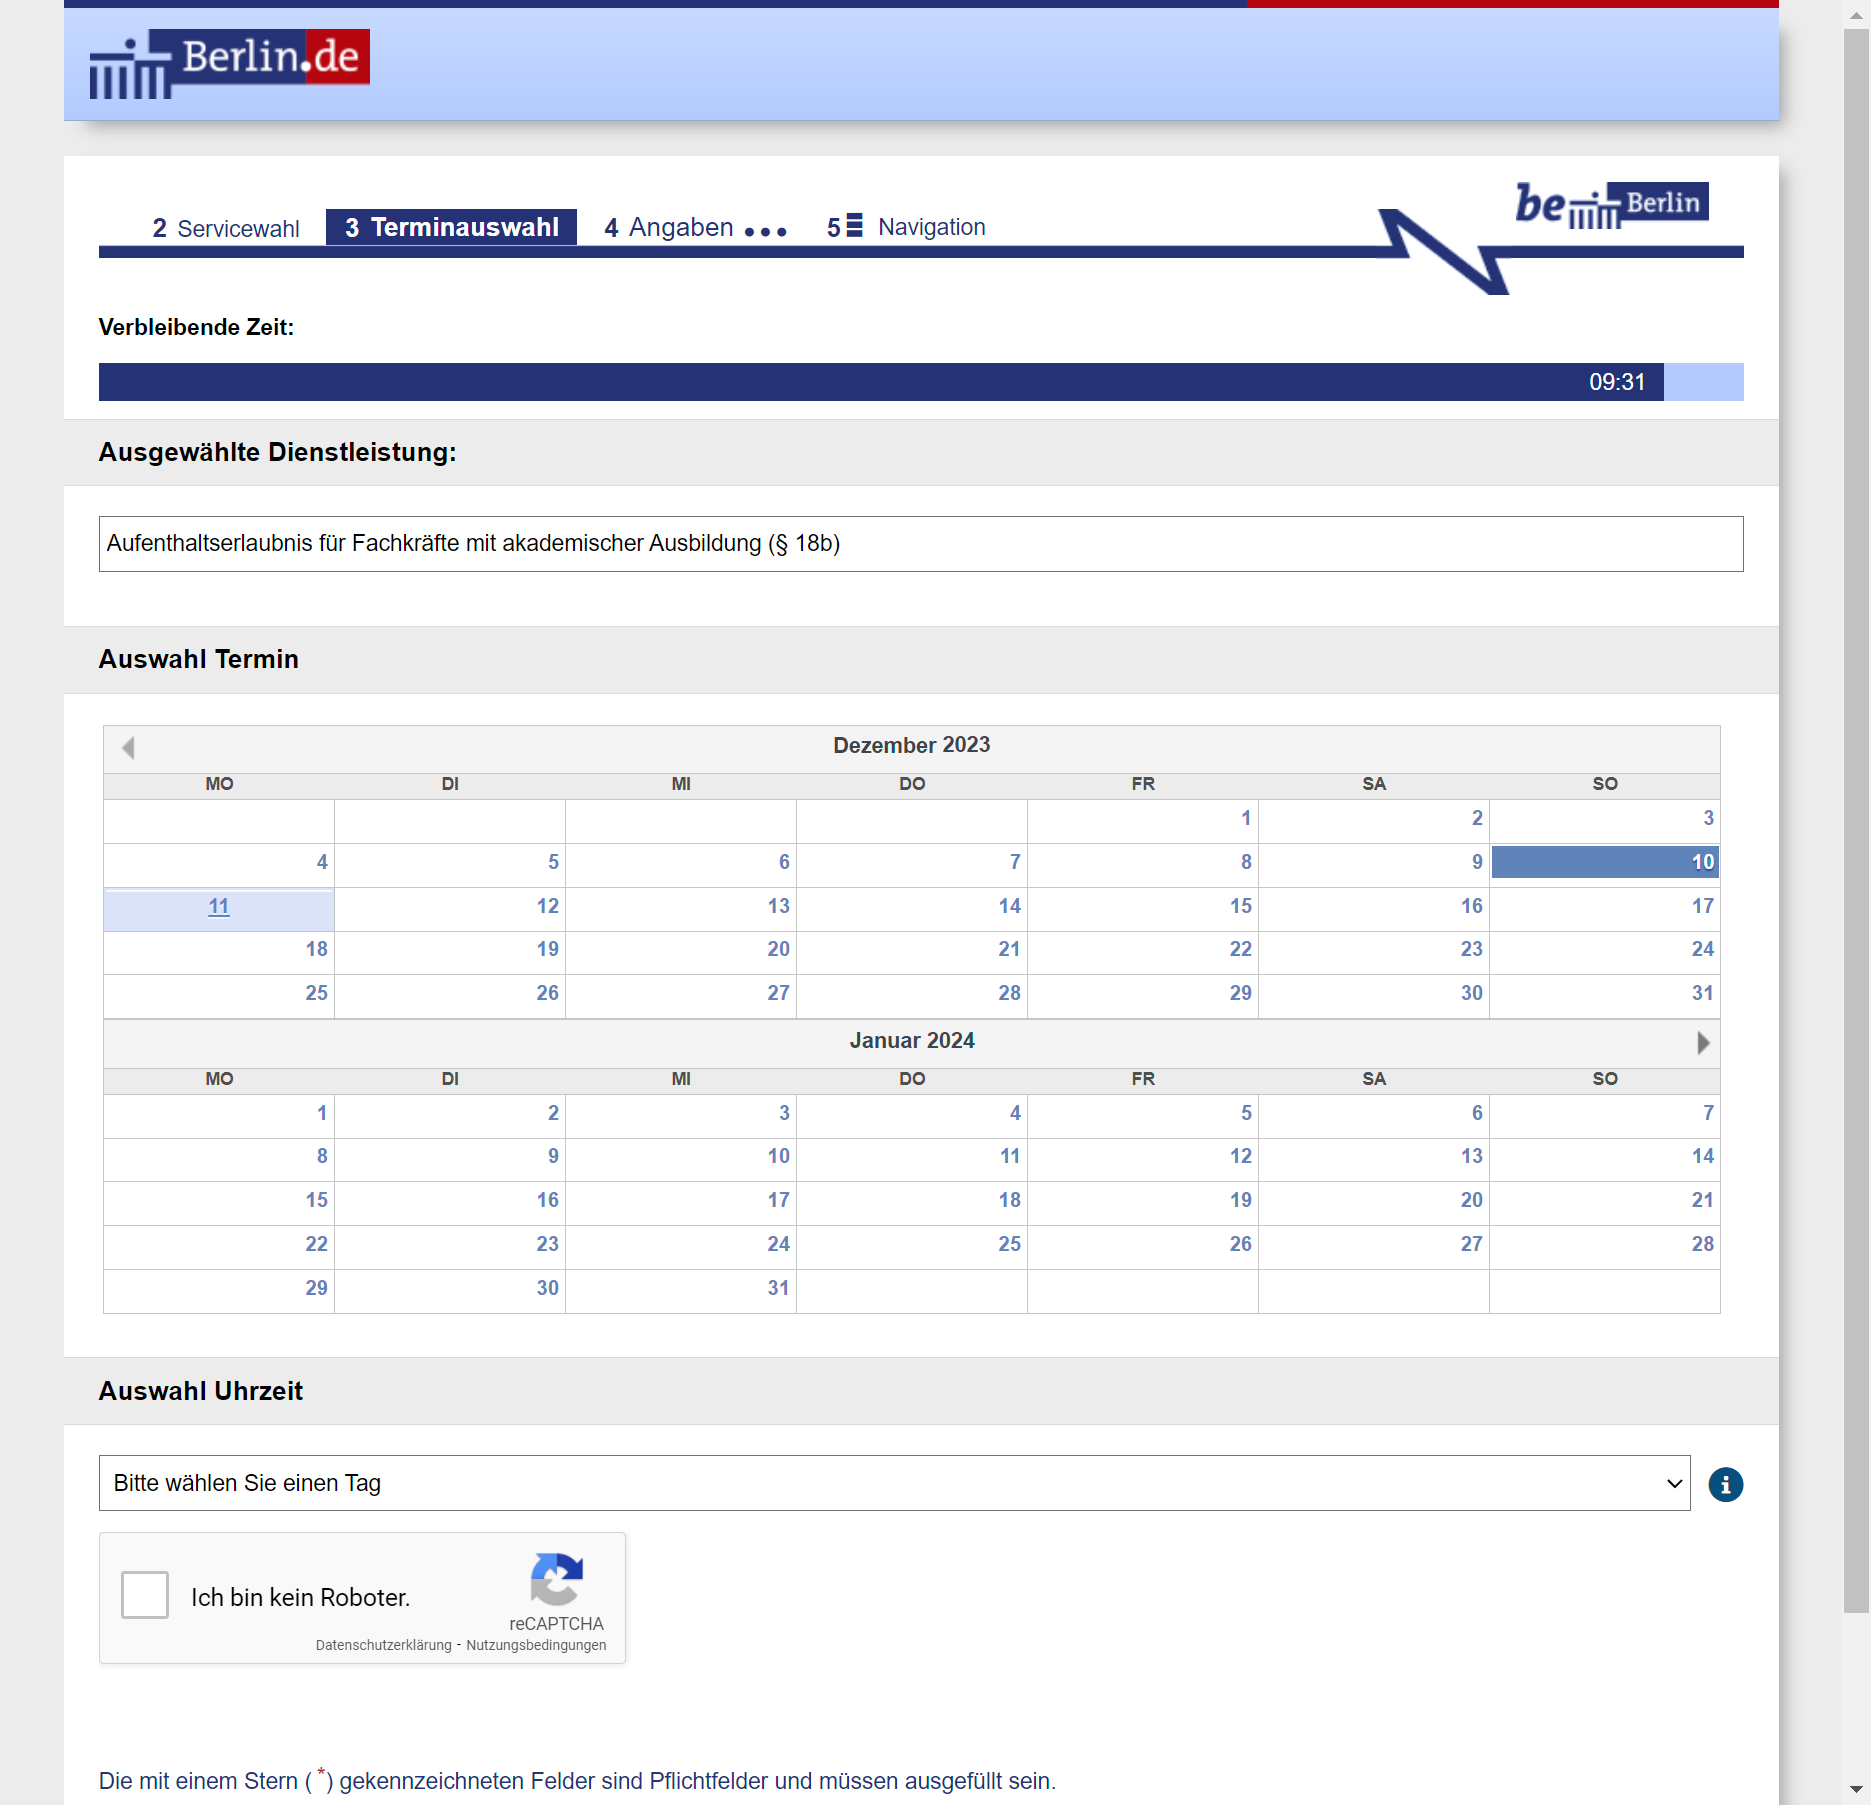 Berlin.de
be Berlin
2 Servicewahl 3 Terminauswahl 4 Angaben ... 5 Navigation
Verbleibende Zeit:
09:31
Ausgewählte Dienstleistung:
Aufenthaltserlaubnis für Fachkräfte mit akademischer Ausbildung (§ 18b)
Auswahl Termin
Dezember 2023
MO DI MI DO FR SA SO
1 2 3
4 5 6 7 8 9 10
11 12 13 14 15 16 17
18 19 20 21 22 23 24
25 26 27 28 29 30 31
Januar 2024
MO DI MI DO FR SA SO
1 2 3 4 5 6 7
8 9 10 11 12 13 14
15 16 17 18 19 20 21
22 23 24 25 26 27 28
29 30 31
Auswahl Uhrzeit
Bitte wählen Sie einen Tag
Ich bin kein Roboter.
reCAPTCHA
Datenschutzerklärung - Nutzungsbedingungen
Die mit einem Stern ( *) gekennzeichneten Felder sind Pflichtfelder und müssen ausgefüllt sein.